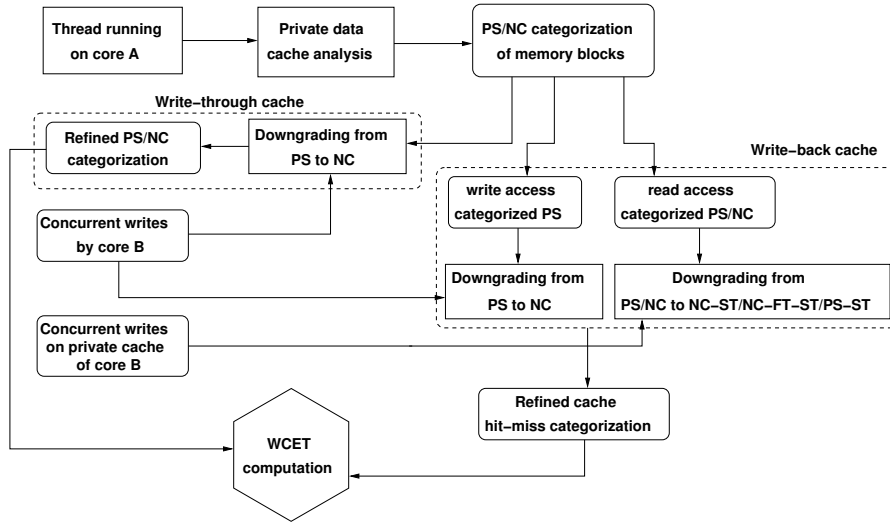 Thread running
on core A
Private data
cache analysis
PS/NC categorization
of memory blocks
Write−through cache
Refined PS/NC
categorization
Downgrading from
PS to NC
Write−back cache
write access
categorized PS
read access
categorized PS/NC
Concurrent writes
by core B
Downgrading from
PS to NC
Downgrading from
PS/NC to NC−ST/NC−FT−ST/PS−ST
Concurrent writes
on private cache
of core B
Refined cache
hit−miss categorization
WCET
computation